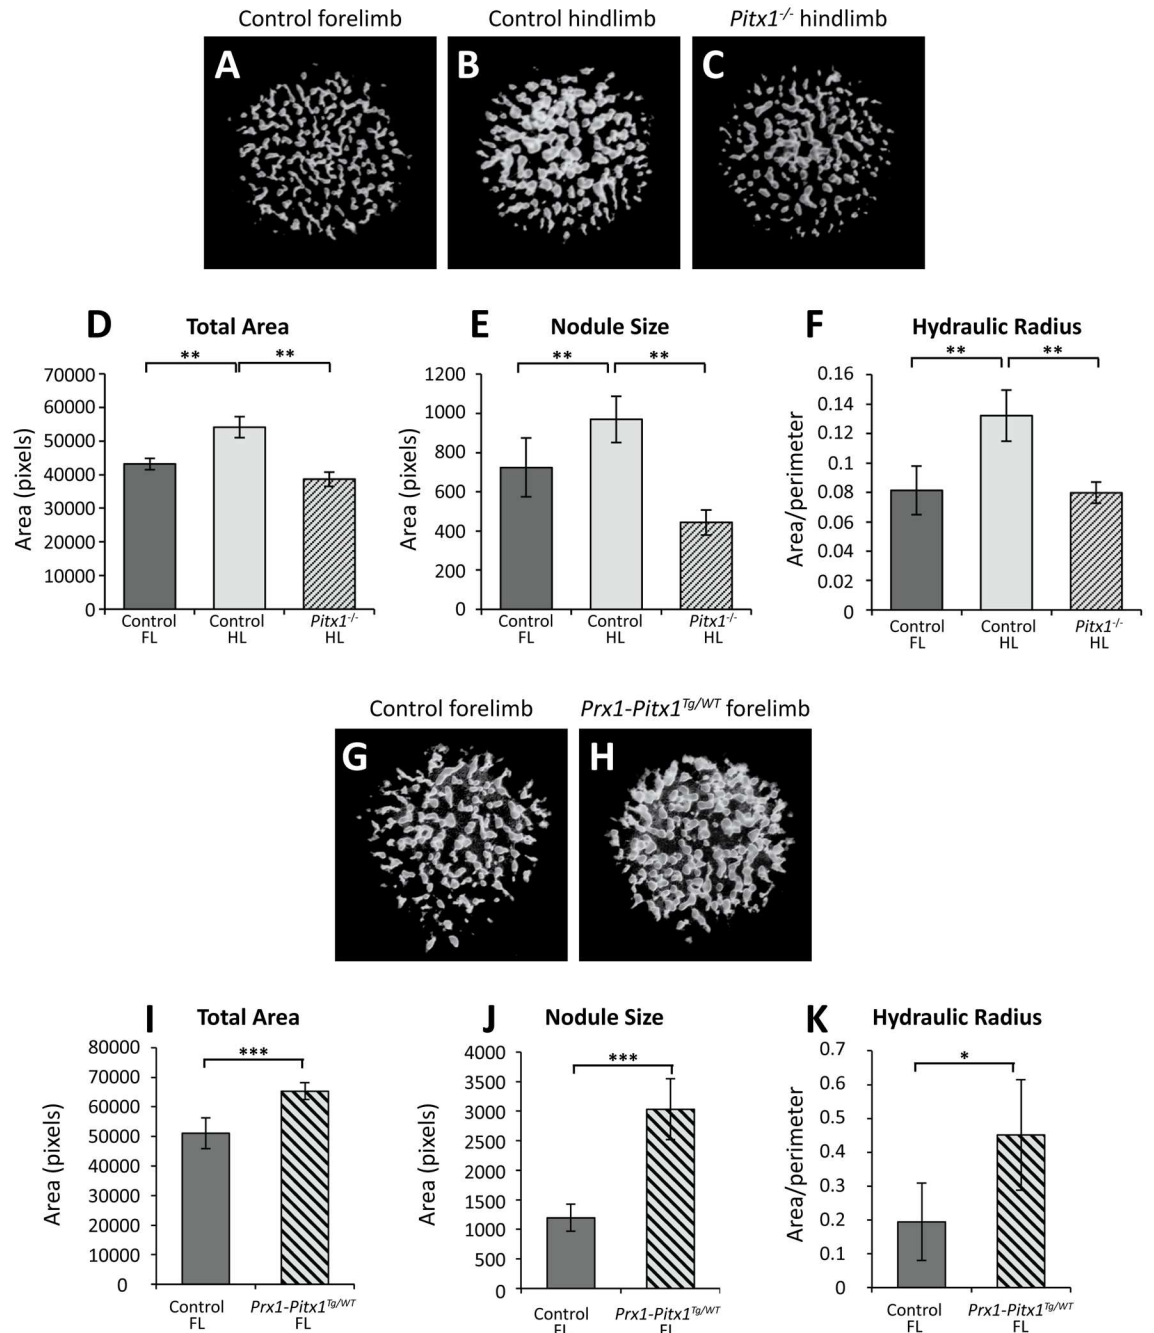 Control forelimb
Control hindlimb
Pitx1-/- hindlimb
A
B
C
D
Total Area
**
**
Area (pixels)
70000
60000
50000
40000
30000
20000
10000
0
Control
FL
Control
HL
Pitx1-/-
HL
E
Nodule Size
**
**
Area (pixels)
1200
1000
800
600
400
200
0
Control
FL
Control
HL
Pitx1-/-
HL
F
Hydraulic Radius
**
**
Area/perimeter
0.16
0.14
0.12
0.1
0.08
0.06
0.04
0.02
0
Control
FL
Control
HL
Pitx1-/-
HL
Control forelimb
Prx1-Pitx1Tg/WT forelimb
G
H
I
Total Area
***
Area (pixels)
80000
70000
60000
50000
40000
30000
20000
10000
0
Control
FL
Prx1-Pitx1Tg/WT
FL
J
Nodule Size
***
Area (pixels)
4000
3500
3000
2500
2000
1500
1000
500
0
Control
FL
Prx1-Pitx1Tg/WT
FL
K
Hydraulic Radius
*
Area/perimeter
0.7
0.6
0.5
0.4
0.3
0.2
0.1
0
Control
FL
Prx1-Pitx1Tg/WT
FL